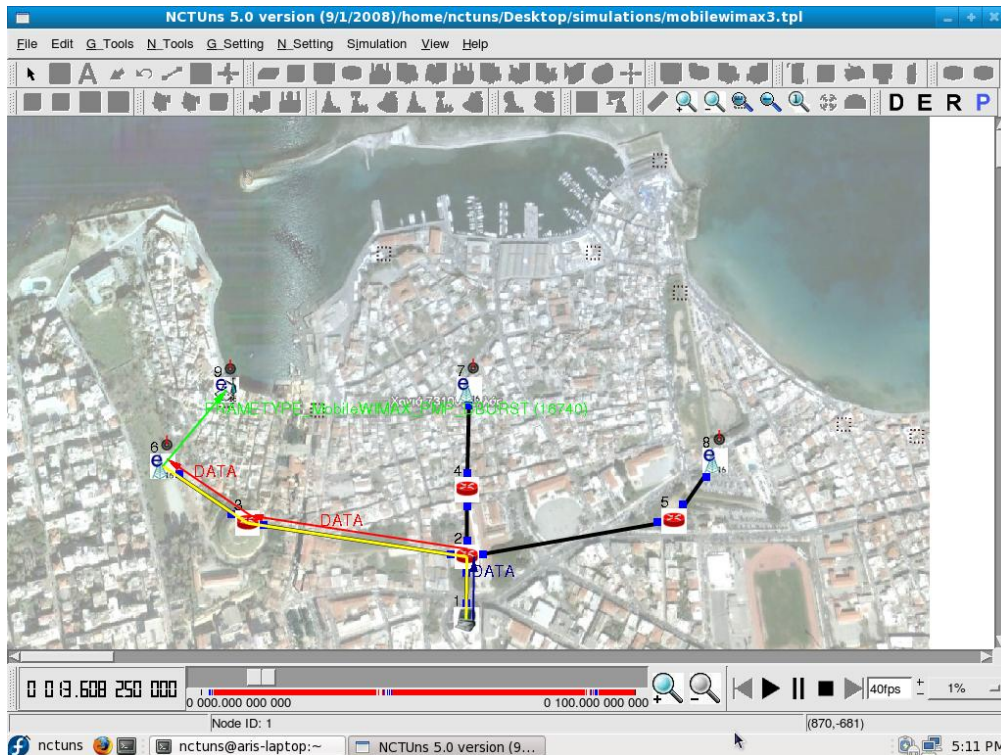 NCTUns 5.0 version (9/1/2008)/home/nctuns/Desktop/simulations/mobilewimax3.tpl
File Edit G_Tools N_Tools G_Setting N_Setting Simulation View Help
D E R P
9
7
6
8
DATA
4
3
5
DATA
2
DATA
1
0 013.608 250 000
0 000.000 000 000
0 100.000 000 000
40fps
1%
Node ID: 1
(870,-681)
nctuns
nctuns@aris-laptop:~
NCTUns 5.0 version (9...
5:11 PM